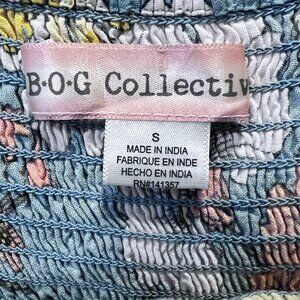 B·O·G Collectiv
S
MADE IN INDIA
FABRIQUE EN INDE
HECHO EN INDIA
RN#141357